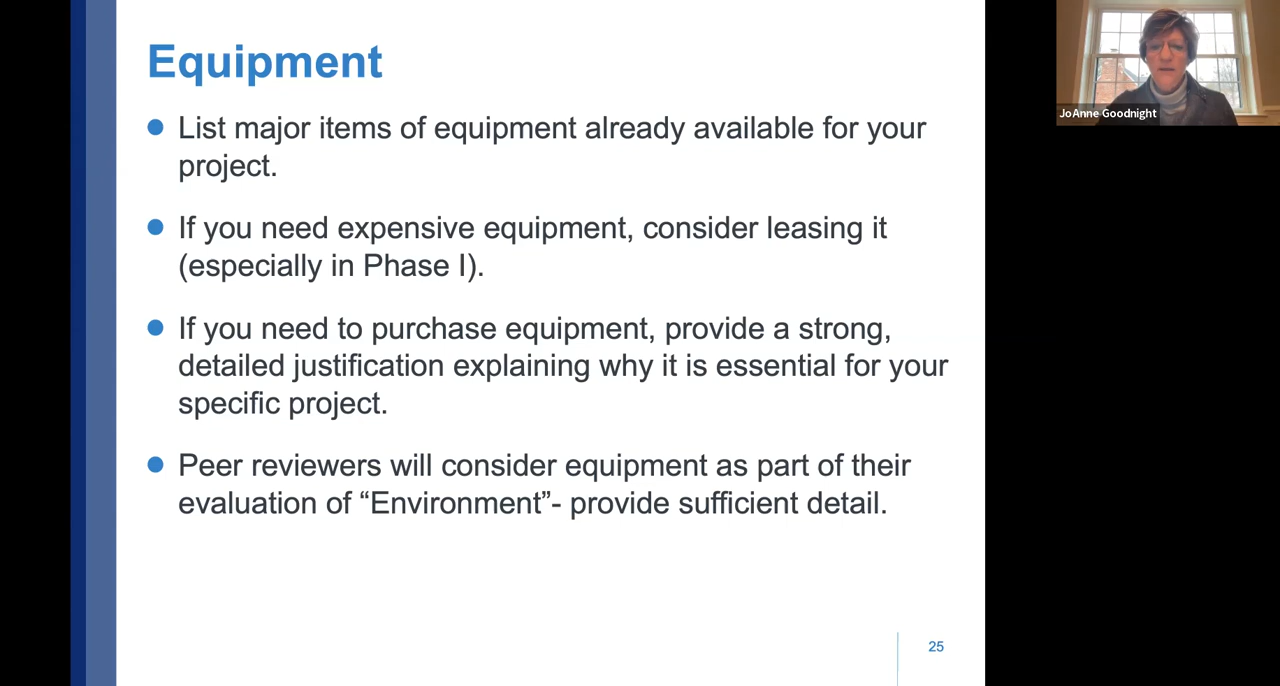 Equipment
List major items of equipment already available for your
project.
If you need expensive equipment, consider leasing it
(especially in Phase I).
If you need to purchase equipment, provide a strong,
detailed justification explaining why it is essential for your
specific project.
Peer reviewers will consider equipment as part of their
evaluation of “Environment”- provide sufficient detail.
25
JoAnne Goodnight